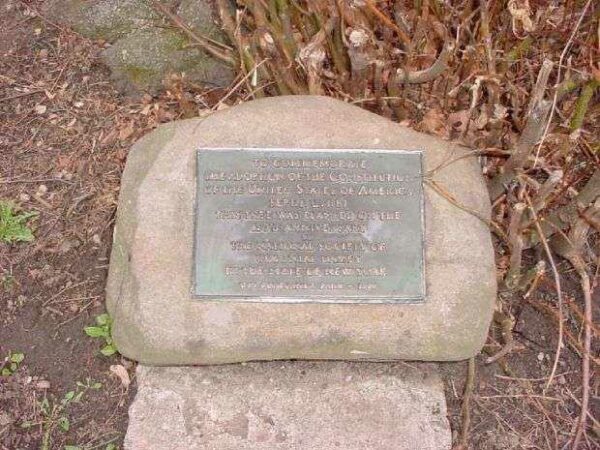 TO COMMEMORATE
THE ADOPTION OF THE CONSTITUTION
OF THE UNITED STATES OF AMERICA
SEPT.
THIS TREE WAS PLANTED ON THE
ANNIVERSARY
THE NATIONAL SOCIETY OF
COLONIAL DAMES
IN THE STATE OF NEW YORK